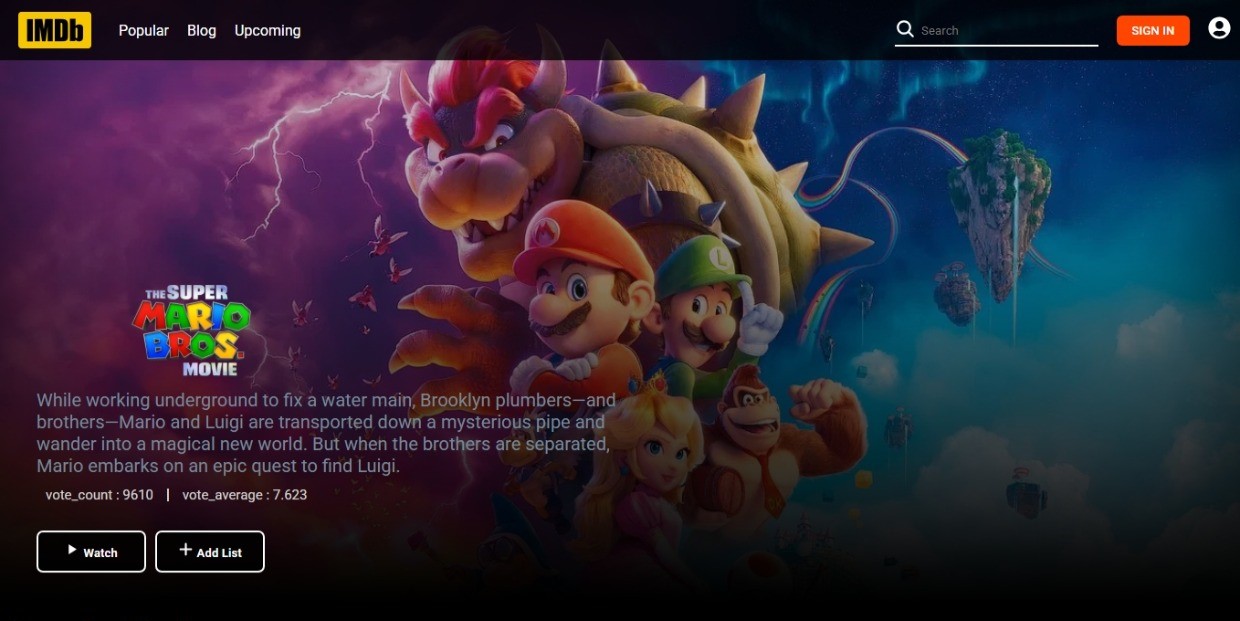 IMDb
Popular Blog Upcoming
Search
SIGN IN
M
L
THE SUPER
MARIO
BROS.
MOVIE
While working underground to fix a water main, Brooklyn plumbers—and
brothers—Mario and Luigi are transported down a mysterious pipe and
wander into a magical new world. But when the brothers are separated,
Mario embarks on an epic quest to find Luigi.
vote_count : 9610 | vote_average : 7.623
Watch
Add List